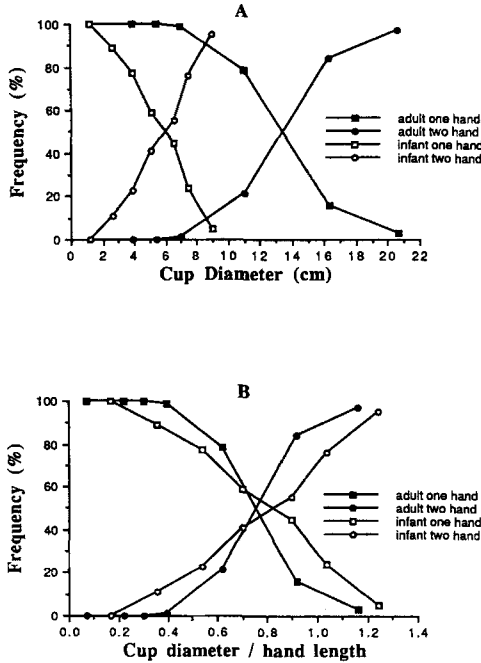 A
100
80
60
40
20
0
Frequency (%)
adult one hand
adult two hand
infant one hand
infant two hand
0 2 4 6 8 10 12 14 16 18 20 22
Cup Diameter (cm)
B
100
80
60
40
20
0
Frequency (%)
adult one hand
adult two hand
infant one hand
infant two hand
0.0 0.2 0.4 0.6 0.8 1.0 1.2 1.4
Cup diameter / hand length